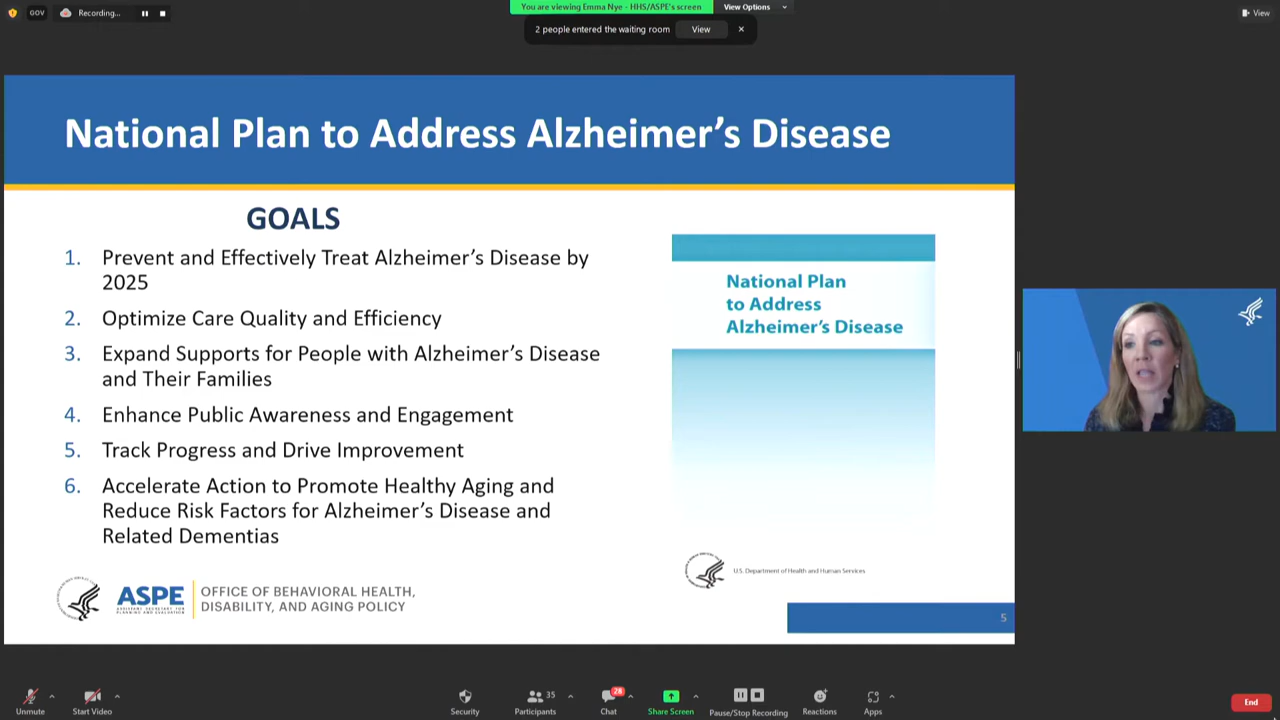 GOV
Recording...
You are viewing Emma Nye - HHS/ASPE's screen
View Options
View
2 people entered the waiting room
View
National Plan to Address Alzheimer's Disease
GOALS
1. Prevent and Effectively Treat Alzheimer's Disease by
2025
2. Optimize Care Quality and Efficiency
3. Expand Supports for People with Alzheimer's Disease
and Their Families
4. Enhance Public Awareness and Engagement
5. Track Progress and Drive Improvement
6. Accelerate Action to Promote Healthy Aging and
Reduce Risk Factors for Alzheimer's Disease and
Related Dementias
National Plan
to Address
Alzheimer's Disease
U.S. Department of Health and Human Services
ASPE
ASSISTANT SECRETARY FOR
PLANNING AND EVALUATION
OFFICE OF BEHAVIORAL HEALTH,
DISABILITY, AND AGING POLICY
5
Unmute
Start Video
Security
Participants
35
Chat
28
Share Screen
Pause/Stop Recording
Reactions
Apps
End